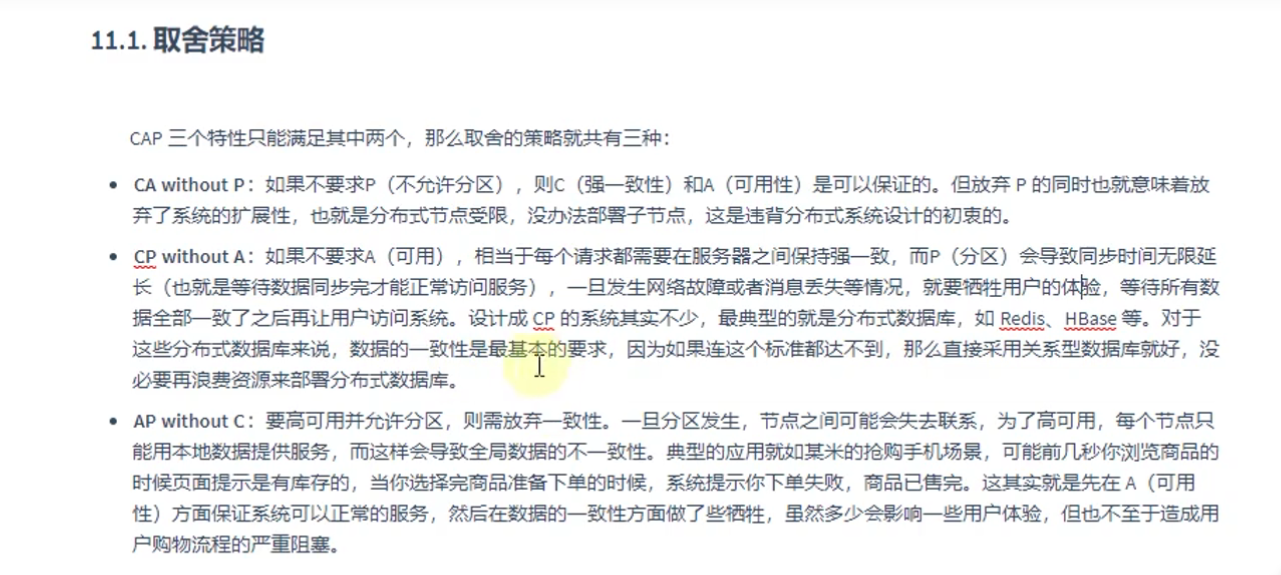 11.1. 取舍策略
CAP 三个特性只能满足其中两个，那么取舍的策略就共有三种：
• CA without P：如果不要求P（不允许分区），则C（强一致性）和A（可用性）是可以保证的。但放弃 P 的同时也就意味着放
弃了系统的扩展性，也就是分布式节点受限，没办法部署子节点，这是违背分布式系统设计的初衷的。
• CP without A：如果不要求A（可用），相当于每个请求都需要在服务器之间保持强一致，而P（分区）会导致同步时间无限延
长（也就是等待数据同步完才能正常访问服务），一旦发生网络故障或者消息丢失等情况，就要牺牲用户的体验，等待所有数
据全部一致了之后再让用户访问系统。设计成 CP 的系统其实不少，最典型的就是分布式数据库，如 Redis、HBase 等。对于
这些分布式数据库来说，数据的一致性是最基本的要求，因为如果连这个标准都达不到，那么直接采用关系型数据库就好，没
必要再浪费资源来部署分布式数据库。
• AP without C：要高可用并允许分区，则需放弃一致性。一旦分区发生，节点之间可能会失去联系，为了高可用，每个节点只
能用本地数据提供服务，而这样会导致全局数据的不一致性。典型的应用就如某米的抢购手机场景，可能前几秒你浏览商品的
时候页面提示是有库存的，当你选择完商品准备下单的时候，系统提示你下单失败，商品已售完。这其实就是先在 A（可用
性）方面保证系统可以正常的服务，然后在数据的一致性方面做了些牺牲，虽然多少会影响一些用户体验，但也不至于造成用
户购物流程的严重阻塞。